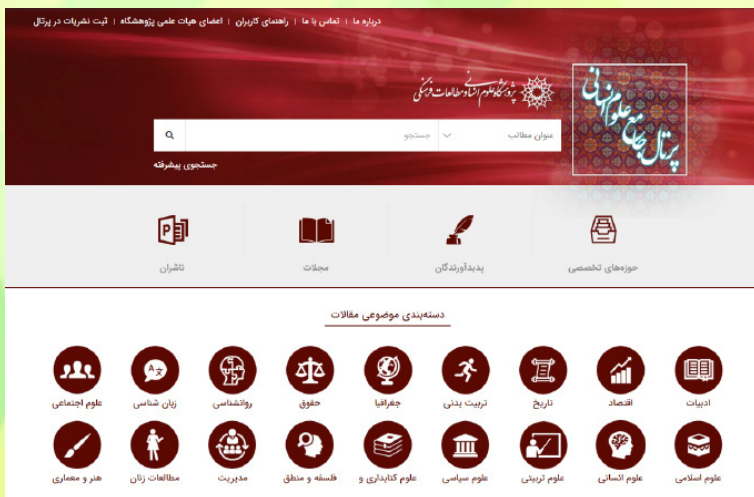 درباره ما | تماس با ما | راهنمای کاربران | اعضای هیات علمی پژوهشگاه | ثبت نشریات در پرتال
پژوهشگاه علوم انسانی و مطالعات فرهنگی
پرتال جامع علوم انسانی
عنوان مطالب جستجو
جستجوی پیشرفته
حوزه‌های تخصصی پدیدآورندگان مجلات ناشران
دسته‌بندی موضوعی مقالات
ادبیات اقتصاد تاریخ تربیت بدنی جغرافیا حقوق روانشناسی زبان شناسی علوم اجتماعی
علوم اسلامی علوم انسانی علوم تربیتی علوم سیاسی علوم کتابداری و فلسفه و منطق مدیریت مطالعات زنان هنر و معماری